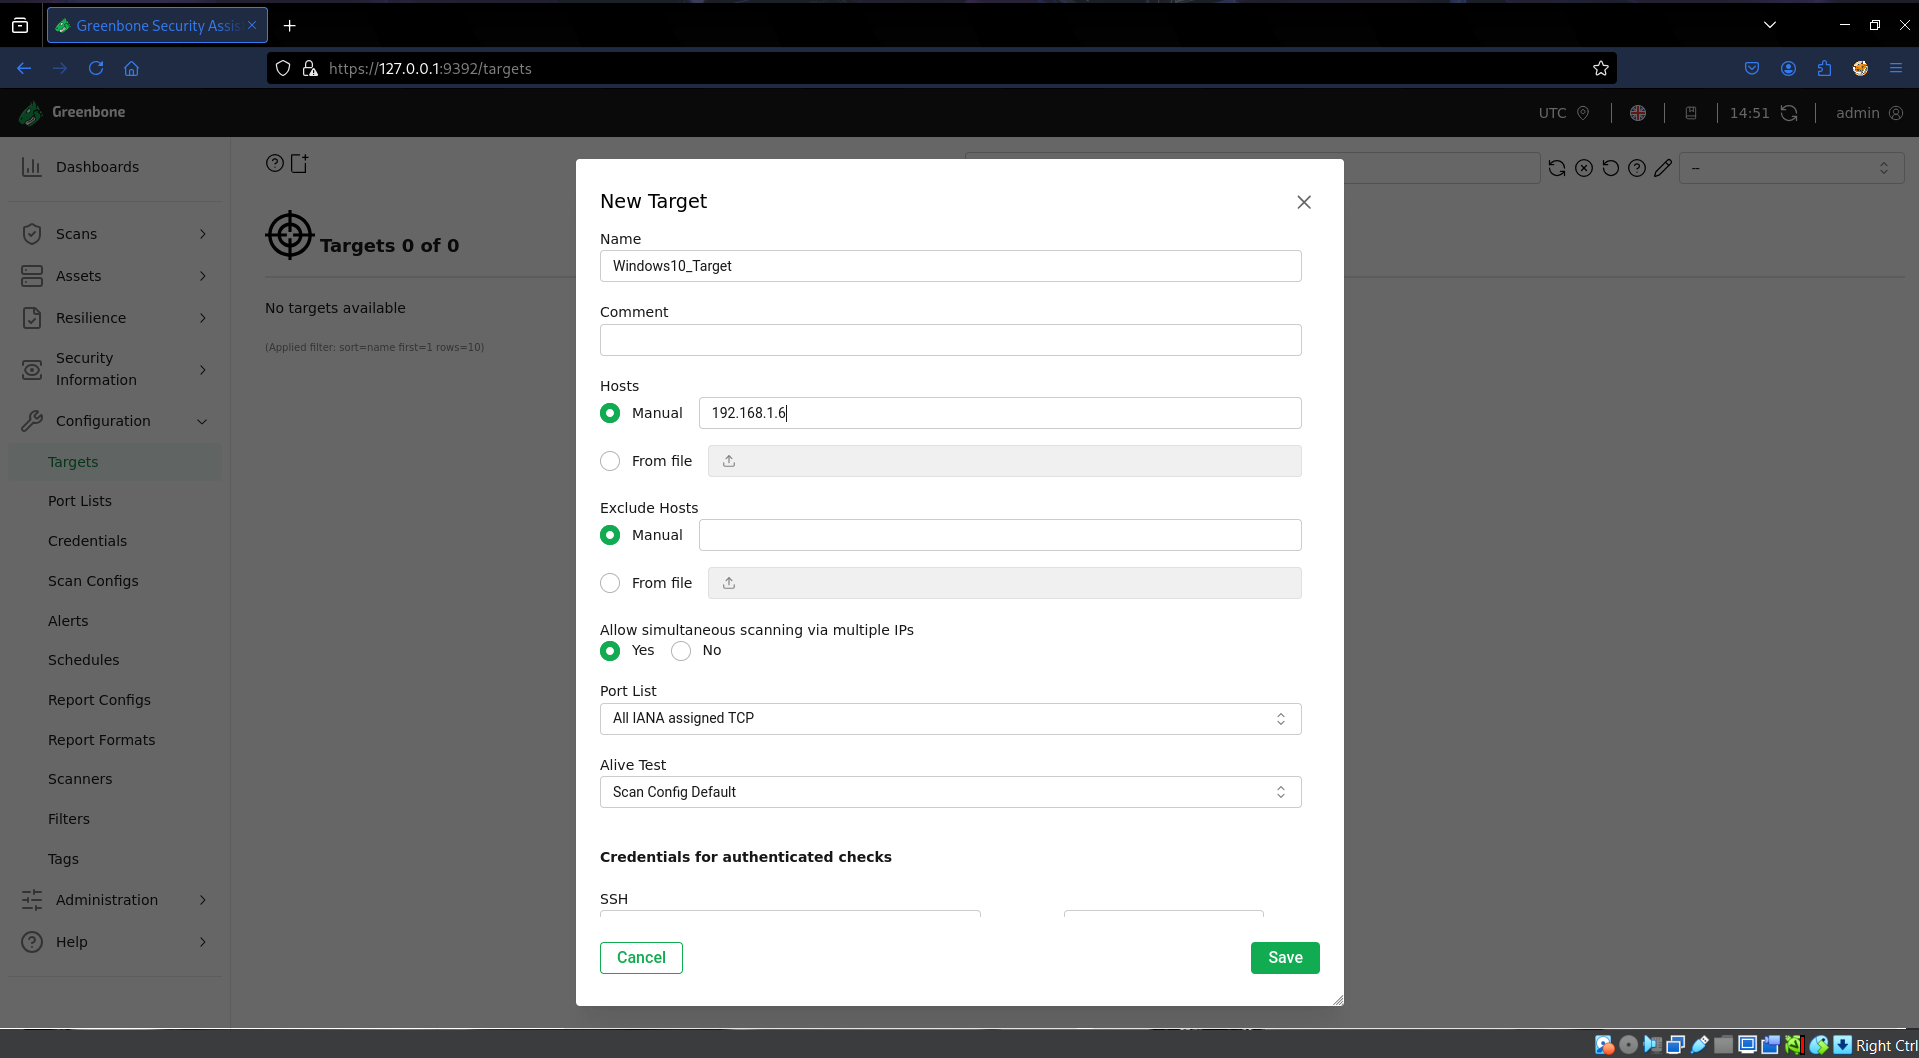 Greenbone Security Assis
https://127.0.0.1:9392/targets
Greenbone
UTC
14:51
admin
Dashboards
Scans
Assets
Resilience
Security
Information
Configuration
Targets
Port Lists
Credentials
Scan Configs
Alerts
Schedules
Report Configs
Report Formats
Scanners
Filters
Tags
Administration
Help
--
Targets 0 of 0
No targets available
(Applied filter: sort=name first=1 rows=10)
New Target
Name
Windows10_Target
Comment
Hosts
Manual
192.168.1.6
From file
Exclude Hosts
Manual
From file
Allow simultaneous scanning via multiple IPs
Yes No
Port List
All IANA assigned TCP
Alive Test
Scan Config Default
Credentials for authenticated checks
SSH
Cancel
Save
Right Ctrl